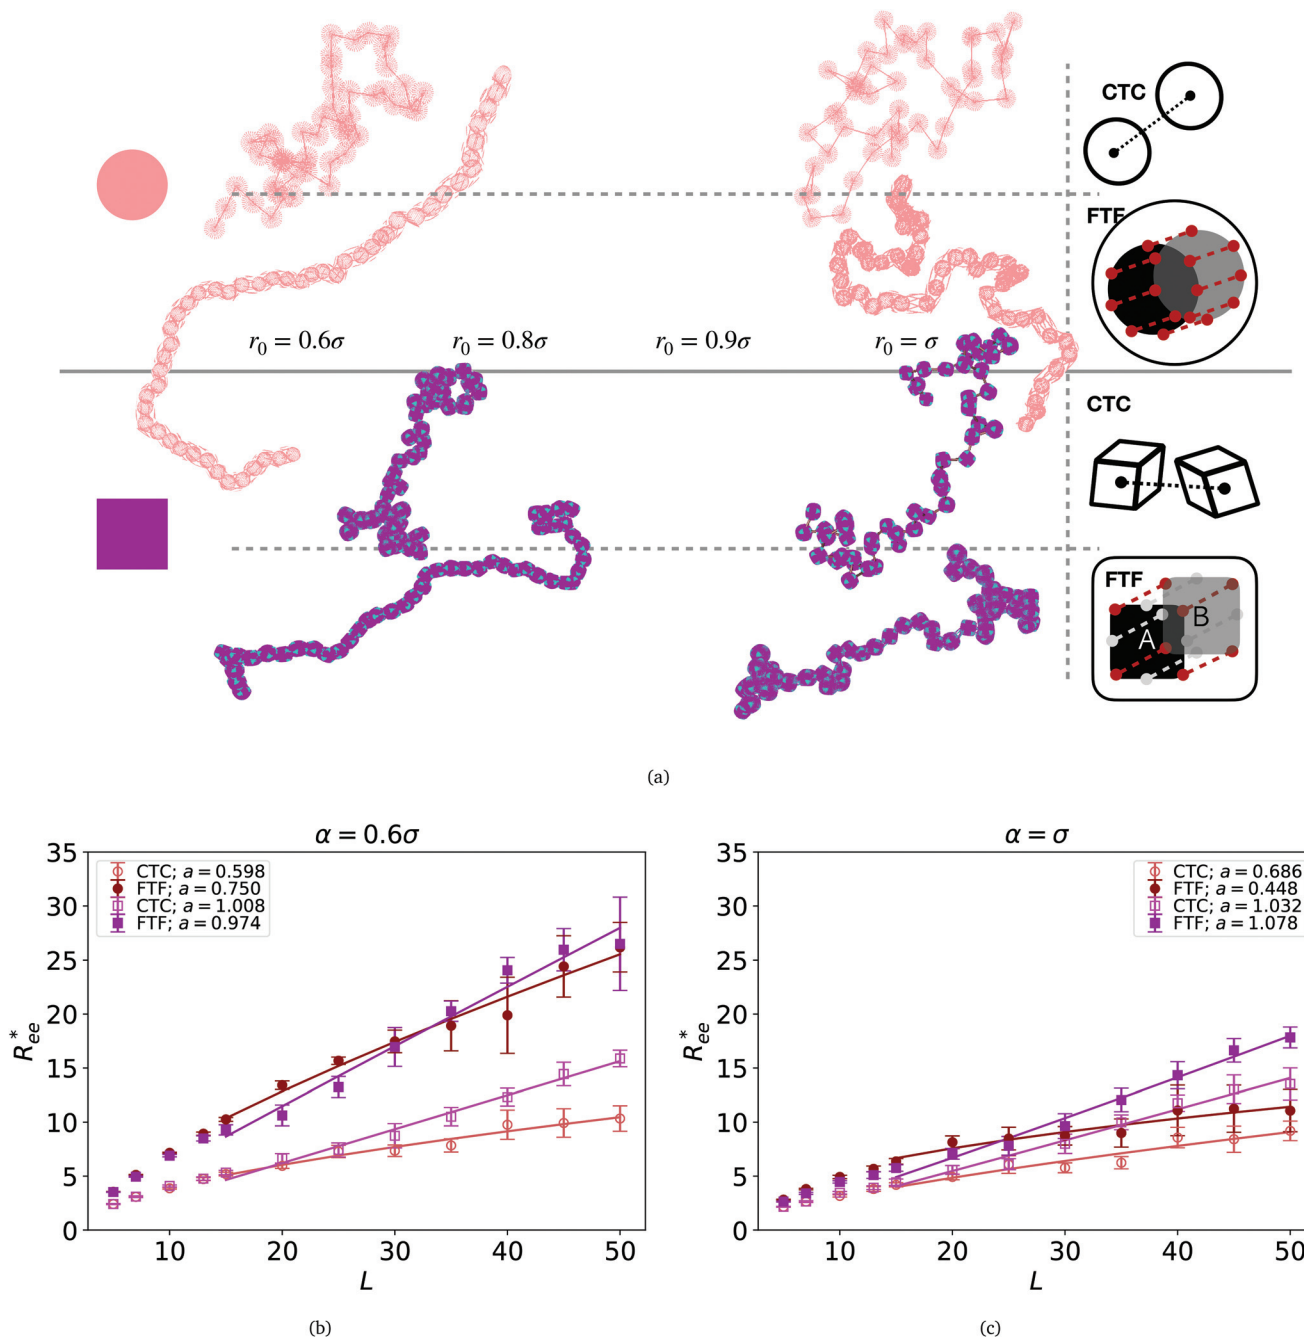 CTC
FTF
r₀ = 0.6σ r₀ = 0.8σ r₀ = 0.9σ r₀ = σ
CTC
FTF
A B
(a)
α = 0.6σ
35
30
25
20
15
10
5
0
R*ee
CTC; a = 0.598
FTF; a = 0.750
CTC; a = 1.008
FTF; a = 0.974
10 20 30 40 50
L
(b)
α = σ
35
30
25
20
15
10
5
0
R*ee
CTC; a = 0.686
FTF; a = 0.448
CTC; a = 1.032
FTF; a = 1.078
10 20 30 40 50
L
(c)